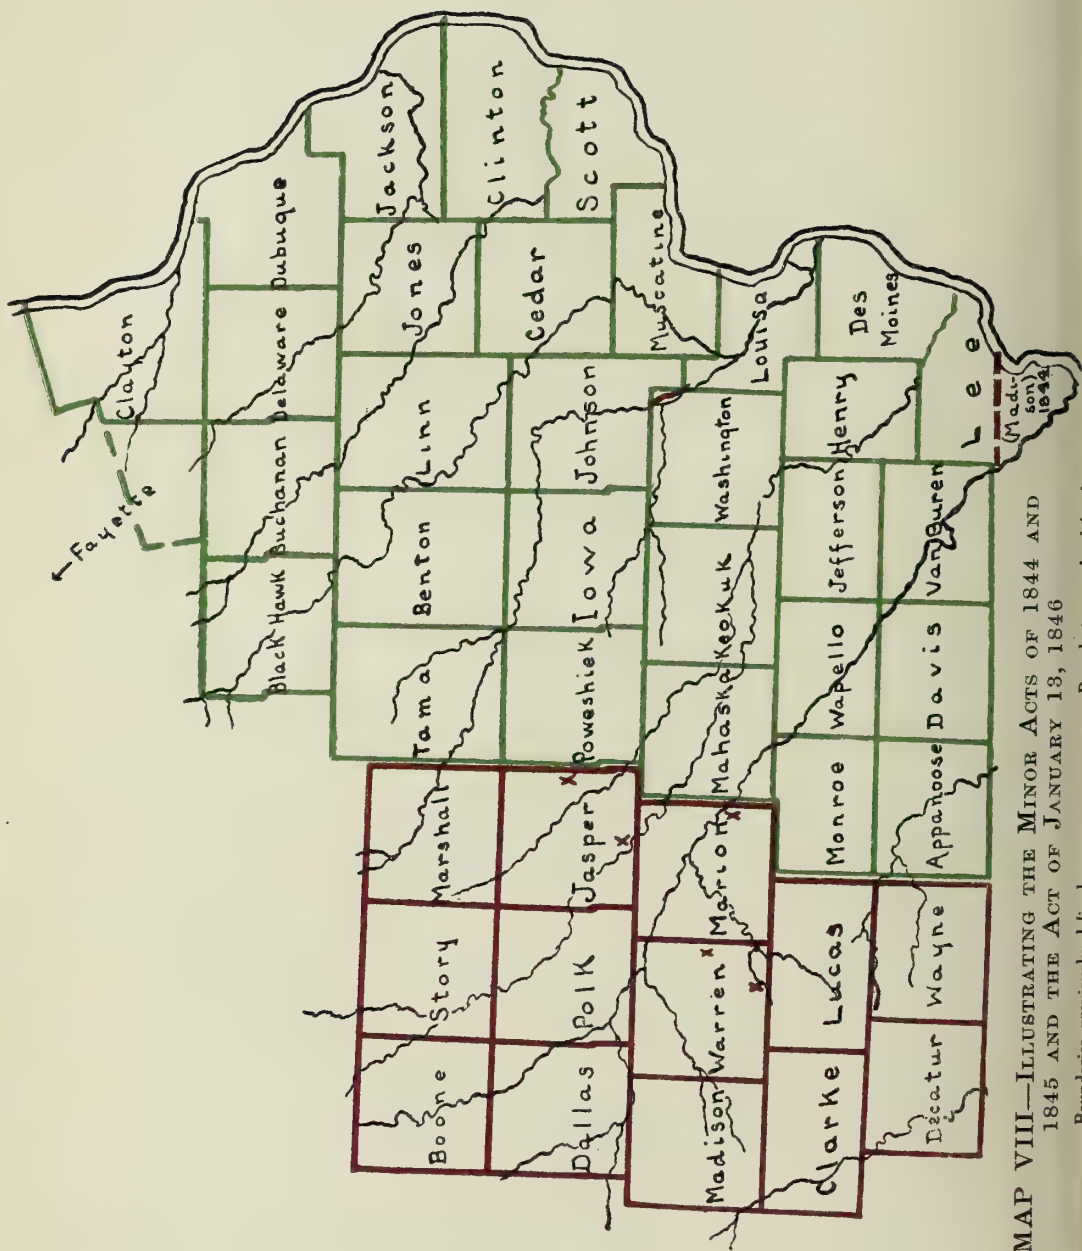 ← Fayette
Clayton
Dubuque
Delaware
Buchanan
Black Hawk
Jackson
Jones
Linn
Benton
Tama
Marshall
Story
Boone
Clinton
Scott
Cedar
Johnson
Iowa
Poweshiek
Jasper
Polk
Dallas
Muscatine
Louisa
Washington
Keokuk
Mahaska
Marion
Warren
Madison
Des
Moines
Henry
Jefferson
Wapello
Monroe
Lucas
Clarke
Lee
(Madi-
son
1844)
Van Buren
Davis
Appanoose
Wayne
Decatur
x
x
x
x
x
MAP VIII—ILLUSTRATING THE MINOR ACTS OF 1844 AND
1845 AND THE ACT OF JANUARY 13, 1846